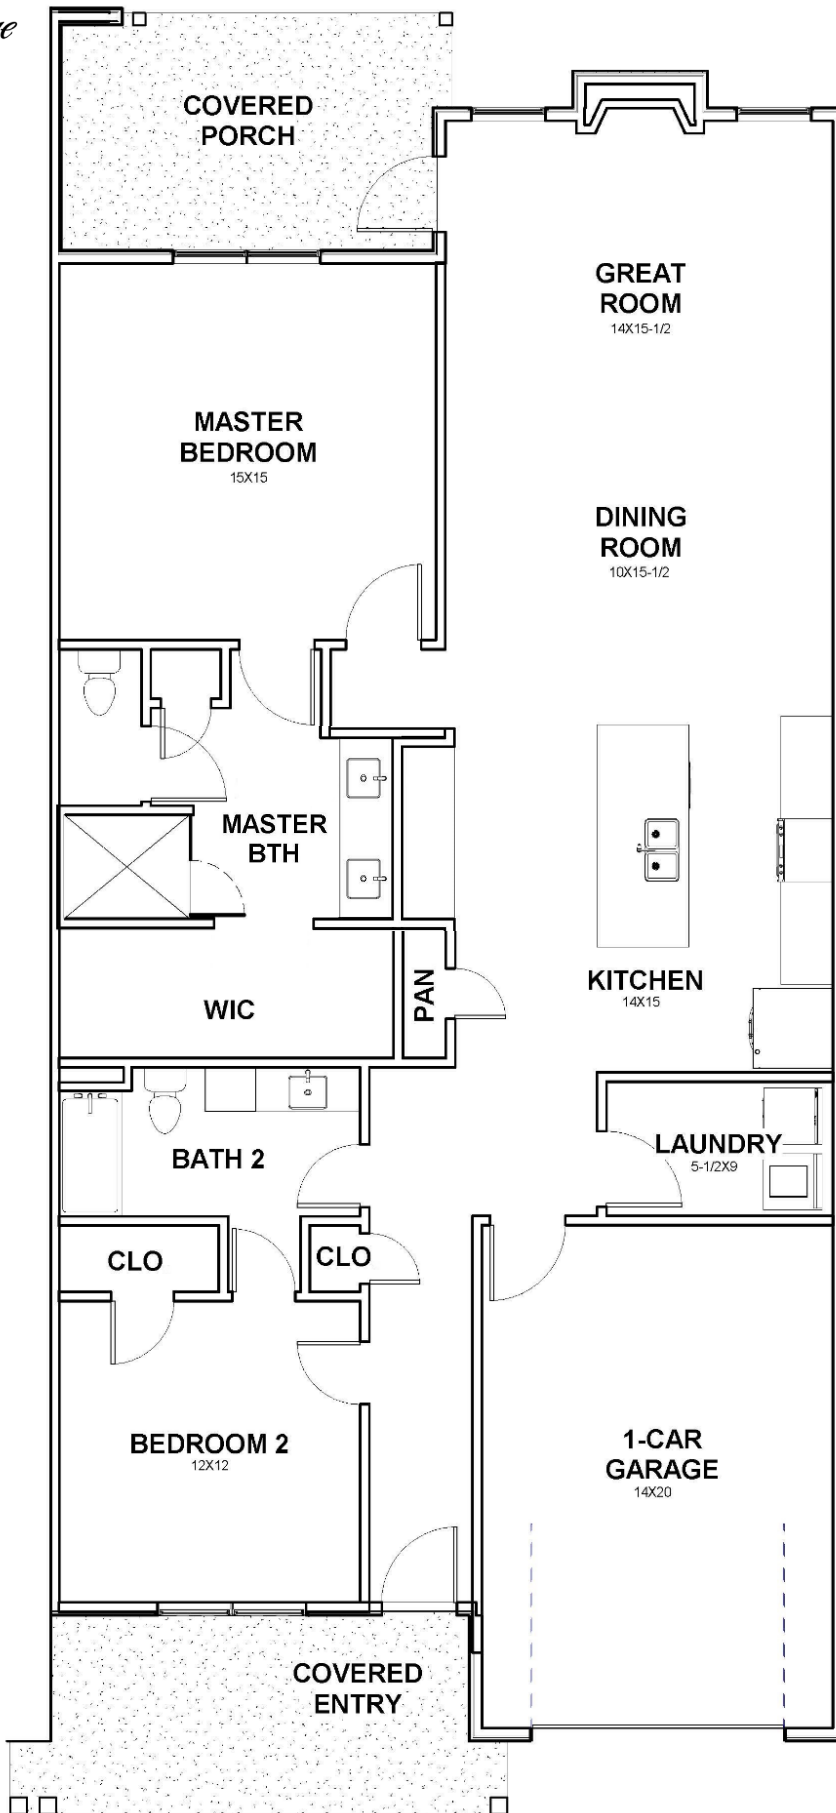 COVERED
PORCH
GREAT
ROOM
14X15-1/2
MASTER
BEDROOM
15X15
DINING
ROOM
10X15-1/2
MASTER
BTH
KITCHEN
14X15
PAN
WIC
LAUNDRY
5-1/2X9
BATH 2
CLO
CLO
BEDROOM 2
12X12
1-CAR
GARAGE
14X20
COVERED
ENTRY